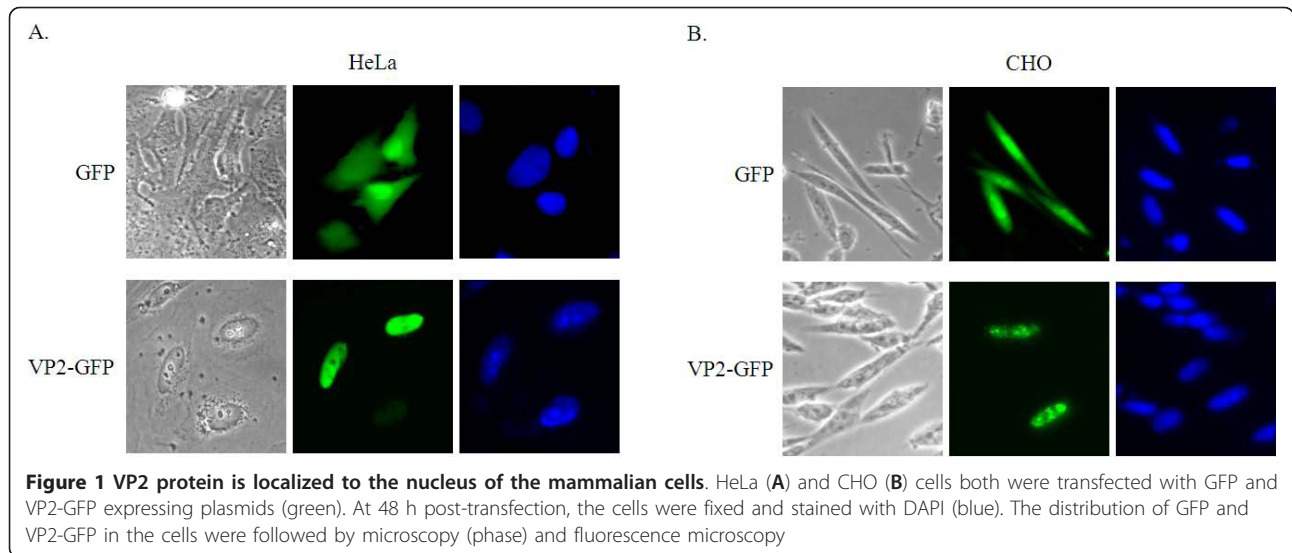 A.
HeLa
GFP
VP2-GFP
B.
CHO
GFP
VP2-GFP
Figure 1 VP2 protein is localized to the nucleus of the mammalian cells. HeLa (A) and CHO (B) cells both were transfected with GFP and
VP2-GFP expressing plasmids (green). At 48 h post-transfection, the cells were fixed and stained with DAPI (blue). The distribution of GFP and
VP2-GFP in the cells were followed by microscopy (phase) and fluorescence microscopy